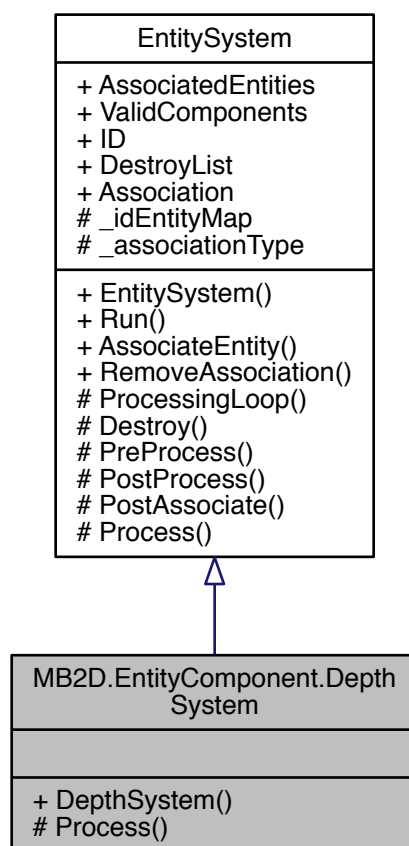 EntitySystem
+ AssociatedEntities
+ ValidComponents
+ ID
+ DestroyList
+ Association
# _idEntityMap
# _associationType
+ EntitySystem()
+ Run()
+ AssociateEntity()
+ RemoveAssociation()
# ProcessingLoop()
# Destroy()
# PreProcess()
# PostProcess()
# PostAssociate()
# Process()
MB2D.EntityComponent.Depth
System
+ DepthSystem()
# Process()